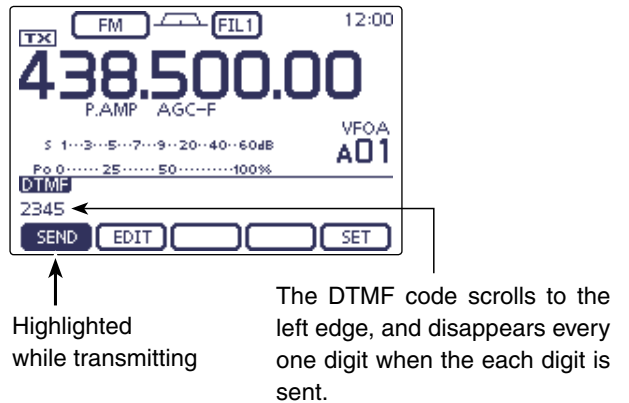 FM FIL1 12:00
TX
438.500.00
P.AMP AGC-F
VFOA
S 1···3··5···7···9··20··40··60dB
A01
Po 0······25······50··········100%
DTMF
2345
SEND EDIT SET
Highlighted
while transmitting
The DTMF code scrolls to the
left edge, and disappears every
one digit when the each digit is
sent.